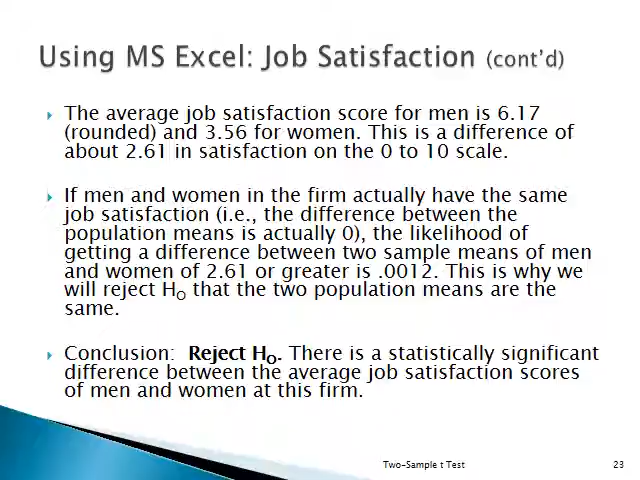 Using MS Excel: Job Satisfaction (cont'd)
The average job satisfaction score for men is 6.17
(rounded) and 3.56 for women. This is a difference of
about 2.61 in satisfaction on the 0 to 10 scale.
If men and women in the firm actually have the same
job satisfaction (i.e., the difference between the
population means is actually 0), the likelihood of
getting a difference between two sample means of men
and women of 2.61 or greater is .0012. This is why we
will reject HO that the two population means are the
same.
Conclusion: Reject HO. There is a statistically significant
difference between the average job satisfaction scores
of men and women at this firm.
Two-Sample t Test 23